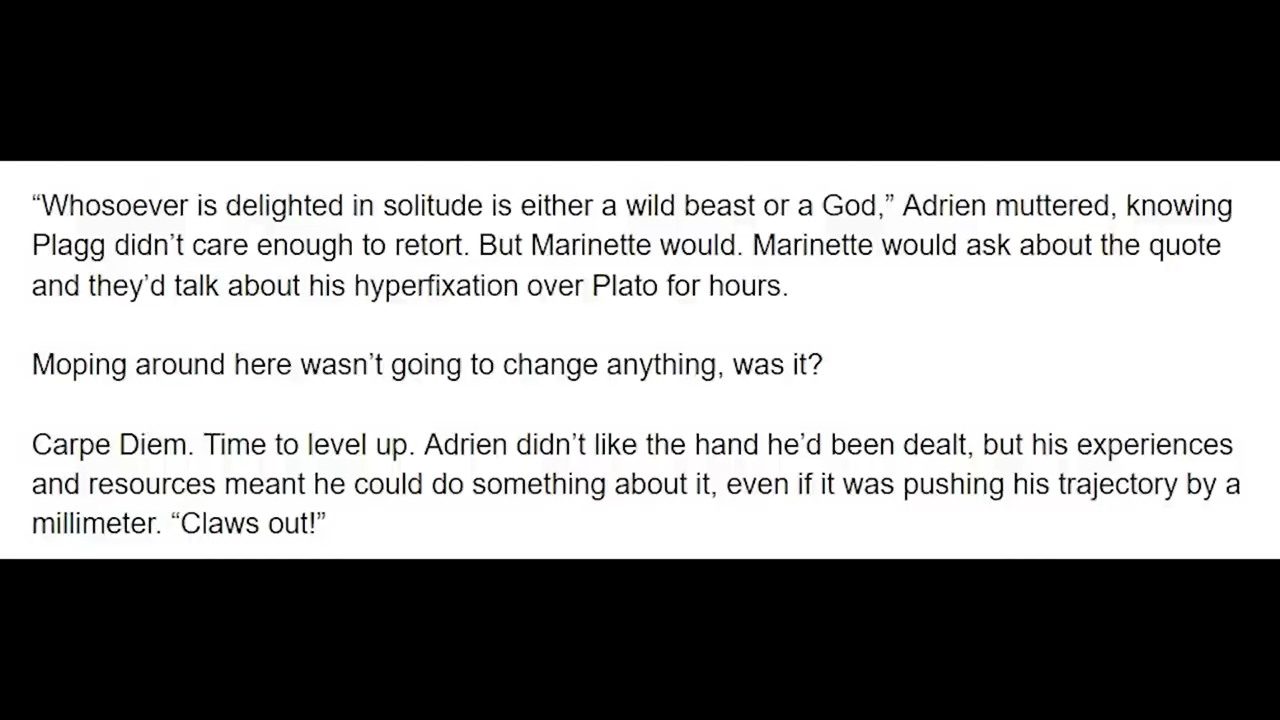 “Whosoever is delighted in solitude is either a wild beast or a God,” Adrien muttered, knowing
Plagg didn’t care enough to retort. But Marinette would. Marinette would ask about the quote
and they’d talk about his hyperfixation over Plato for hours.
Moping around here wasn’t going to change anything, was it?
Carpe Diem. Time to level up. Adrien didn’t like the hand he’d been dealt, but his experiences
and resources meant he could do something about it, even if it was pushing his trajectory by a
millimeter. “Claws out!”